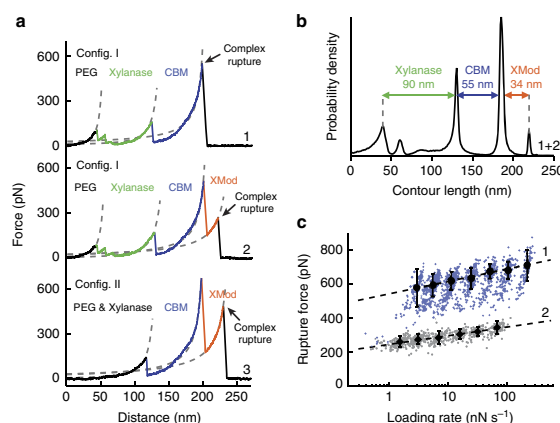 a
Config. I
PEG Xylanase CBM
Complex
rupture
600
300
0
1
Config. I
PEG Xylanase CBM XMod
Complex
rupture
600
300
0
2
Config. II
PEG & Xylanase CBM XMod
Complex
rupture
600
300
0
3
Force (pN)
0 50 100 150 200 250
Distance (nm)
b
Probability density
Xylanase
90 nm
CBM
55 nm
XMod
34 nm
1+2
0 50 100 150 200 250
Contour length (nm)
c
Rupture force (pN)
800
600
400
200
1
2
1 10 100
Loading rate (nN s⁻¹)